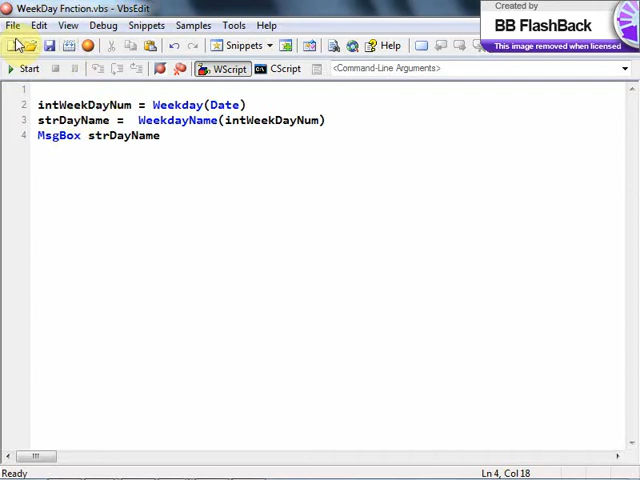 WeekDay Fnction.vbs - VbsEdit
Created by
BB FlashBack
This image removed when licensed
File Edit View Debug Snippets Samples Tools Help
Snippets Help
Start WScript CScript <Command-Line Arguments>
1
2 intWeekDayNum = Weekday(Date)
3 strDayName =  WeekdayName(intWeekDayNum)
4 MsgBox strDayName
Ready Ln 4, Col 18